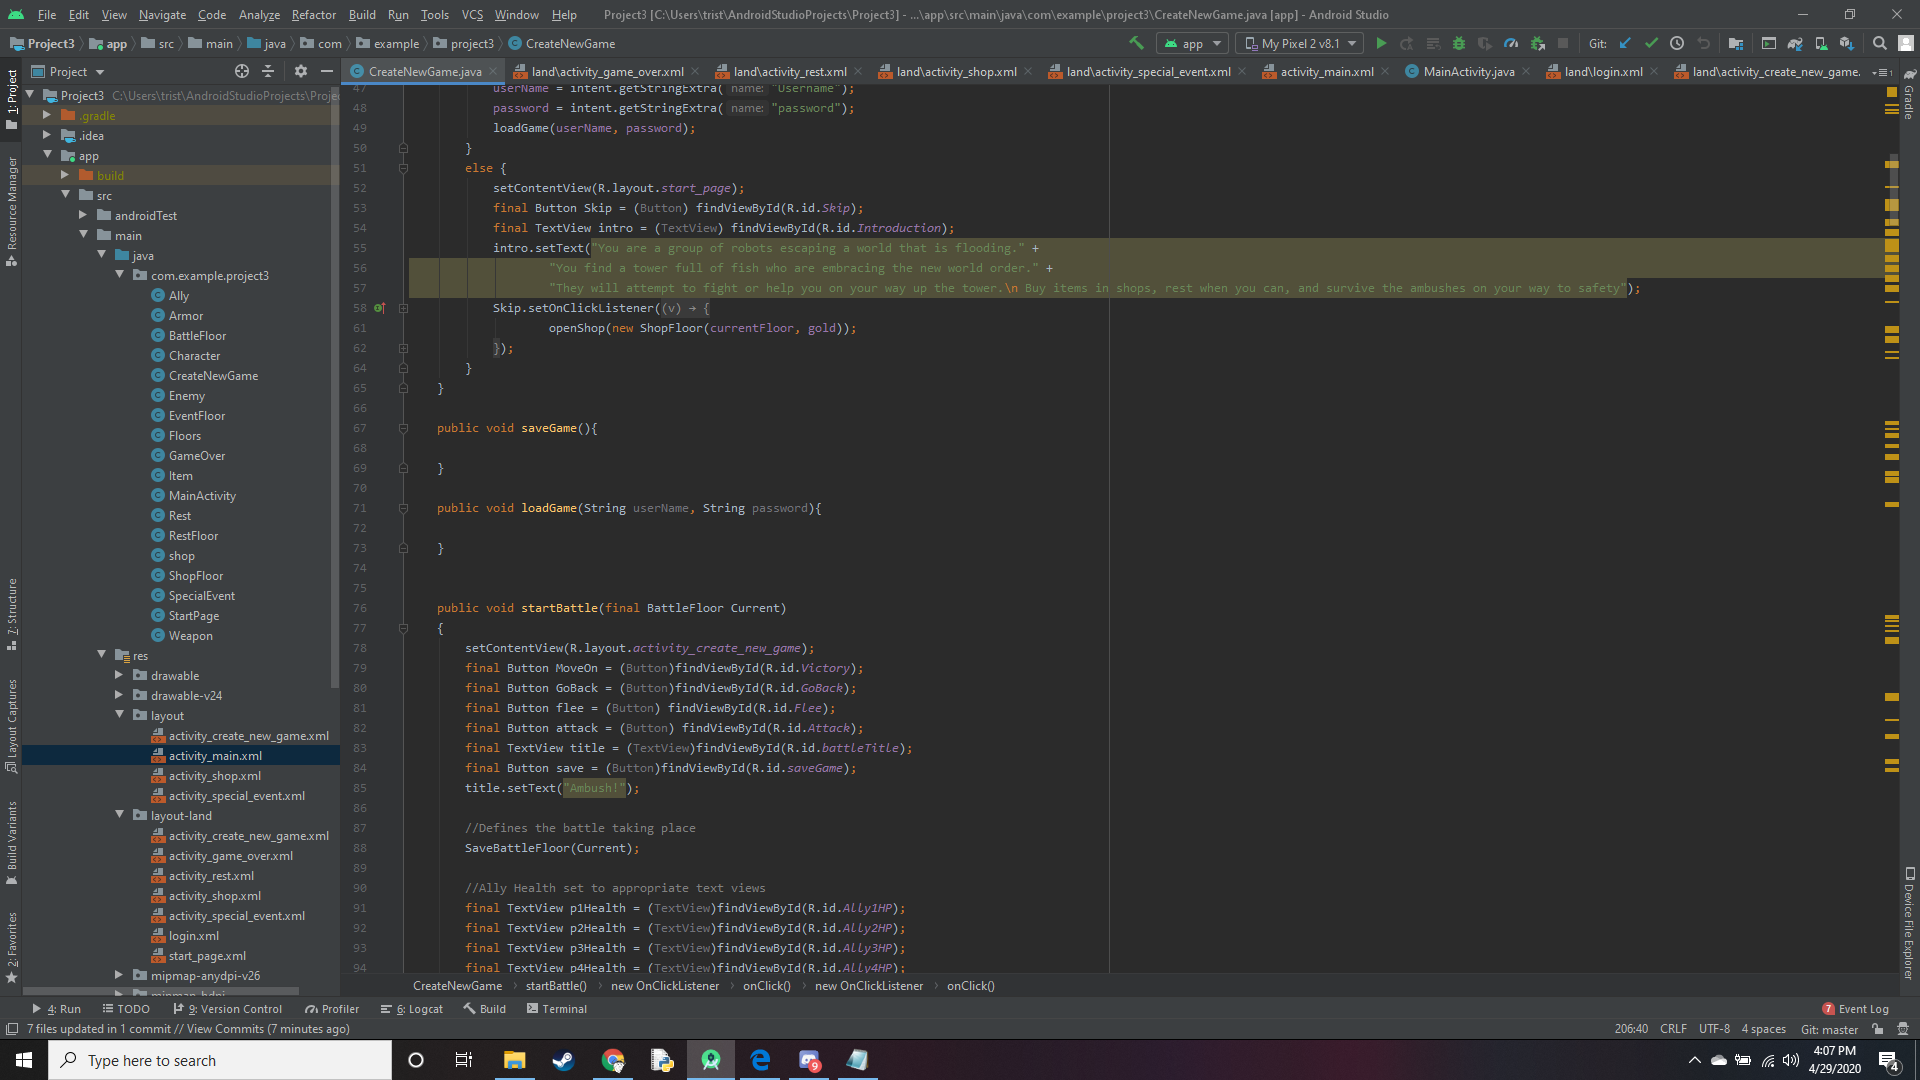 File Edit View Navigate Code Analyze Refactor Build Run Tools VCS Window Help Project3 [C:\Users\trist\AndroidStudioProjects\Project3] - ...\app\src\main\java\com\example\project3\CreateNewGame.java [app] - Android Studio
Project3 app src main java com example project3 CreateNewGame app My Pixel 2 v8.1 Git:
Project CreateNewGame.java land\activity_game_over.xml land\activity_rest.xml land\activity_shop.xml land\activity_special_event.xml activity_main.xml MainActivity.java land\login.xml land\activity_create_new_game.
1: Project
Resource Manager
7: Structure
Layout Captures
Build Variants
2: Favorites
Project3 C:\Users\trist\AndroidStudioProjects\Proje
.gradle
.idea
app
build
src
androidTest
main
java
com.example.project3
Ally
Armor
BattleFloor
Character
CreateNewGame
Enemy
EventFloor
Floors
GameOver
Item
MainActivity
Rest
RestFloor
shop
ShopFloor
SpecialEvent
StartPage
Weapon
res
drawable
drawable-v24
layout
activity_create_new_game.xml
activity_main.xml
activity_shop.xml
activity_special_event.xml
layout-land
activity_create_new_game.xml
activity_game_over.xml
activity_rest.xml
activity_shop.xml
activity_special_event.xml
login.xml
start_page.xml
mipmap-anydpi-v26
mipmap-hdpi
47 userName = intent.getStringExtra( name: "Username");
48 password = intent.getStringExtra( name: "password");
49 loadGame(userName, password);
50 }
51 else {
52 setContentView(R.layout.start_page);
53 final Button Skip = (Button) findViewById(R.id.Skip);
54 final TextView intro = (TextView) findViewById(R.id.Introduction);
55 intro.setText("You are a group of robots escaping a world that is flooding." +
56 "You find a tower full of fish who are embracing the new world order." +
57 "They will attempt to fight or help you on your way up the tower.\n Buy items in shops, rest when you can, and survive the ambushes on your way to safety");
58 Skip.setOnClickListener((v) → {
61 openShop(new ShopFloor(currentFloor, gold));
62 });
64 }
65 }
66
67 public void saveGame(){
68
69 }
70
71 public void loadGame(String userName, String password){
72
73 }
74
75
76 public void startBattle(final BattleFloor Current)
77 {
78 setContentView(R.layout.activity_create_new_game);
79 final Button MoveOn = (Button)findViewById(R.id.Victory);
80 final Button GoBack = (Button)findViewById(R.id.GoBack);
81 final Button flee = (Button) findViewById(R.id.Flee);
82 final Button attack = (Button) findViewById(R.id.Attack);
83 final TextView title = (TextView)findViewById(R.id.battleTitle);
84 final Button save = (Button)findViewById(R.id.saveGame);
85 title.setText("Ambush!");
86
87 //Defines the battle taking place
88 SaveBattleFloor(Current);
89
90 //Ally Health set to appropriate text views
91 final TextView p1Health = (TextView)findViewById(R.id.Ally1HP);
92 final TextView p2Health = (TextView)findViewById(R.id.Ally2HP);
93 final TextView p3Health = (TextView)findViewById(R.id.Ally3HP);
94 final TextView p4Health = (TextView)findViewById(R.id.Ally4HP);
Gradle
Device File Explorer
CreateNewGame startBattle() new OnClickListener onClick() new OnClickListener onClick()
4: Run TODO 9: Version Control Profiler 6: Logcat Build Terminal 7 Event Log
7 files updated in 1 commit // View Commits (7 minutes ago) 206:40 CRLF UTF-8 4 spaces Git: master
Type here to search 9 4:07 PM
4/29/2020 4